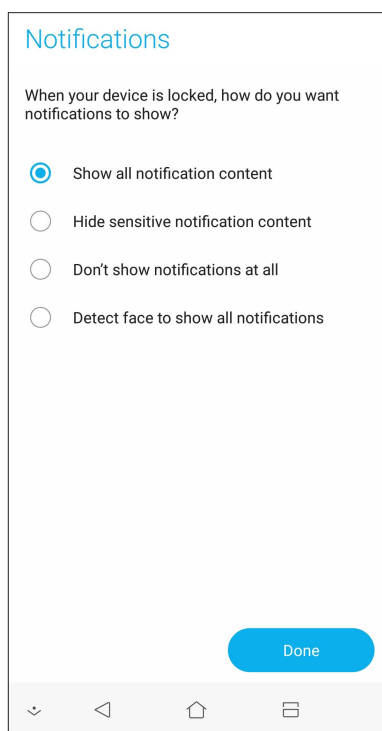 Notifications
When your device is locked, how do you want
notifications to show?
Show all notification content
Hide sensitive notification content
Don't show notifications at all
Detect face to show all notifications
Done